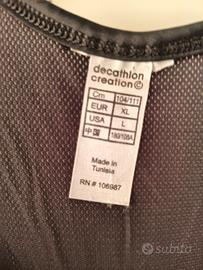 decathlon
creation©
Cm 104/111
EUR XL
USA L
中国 180/108A
Made in
Tunisia
RN # 106987
subito